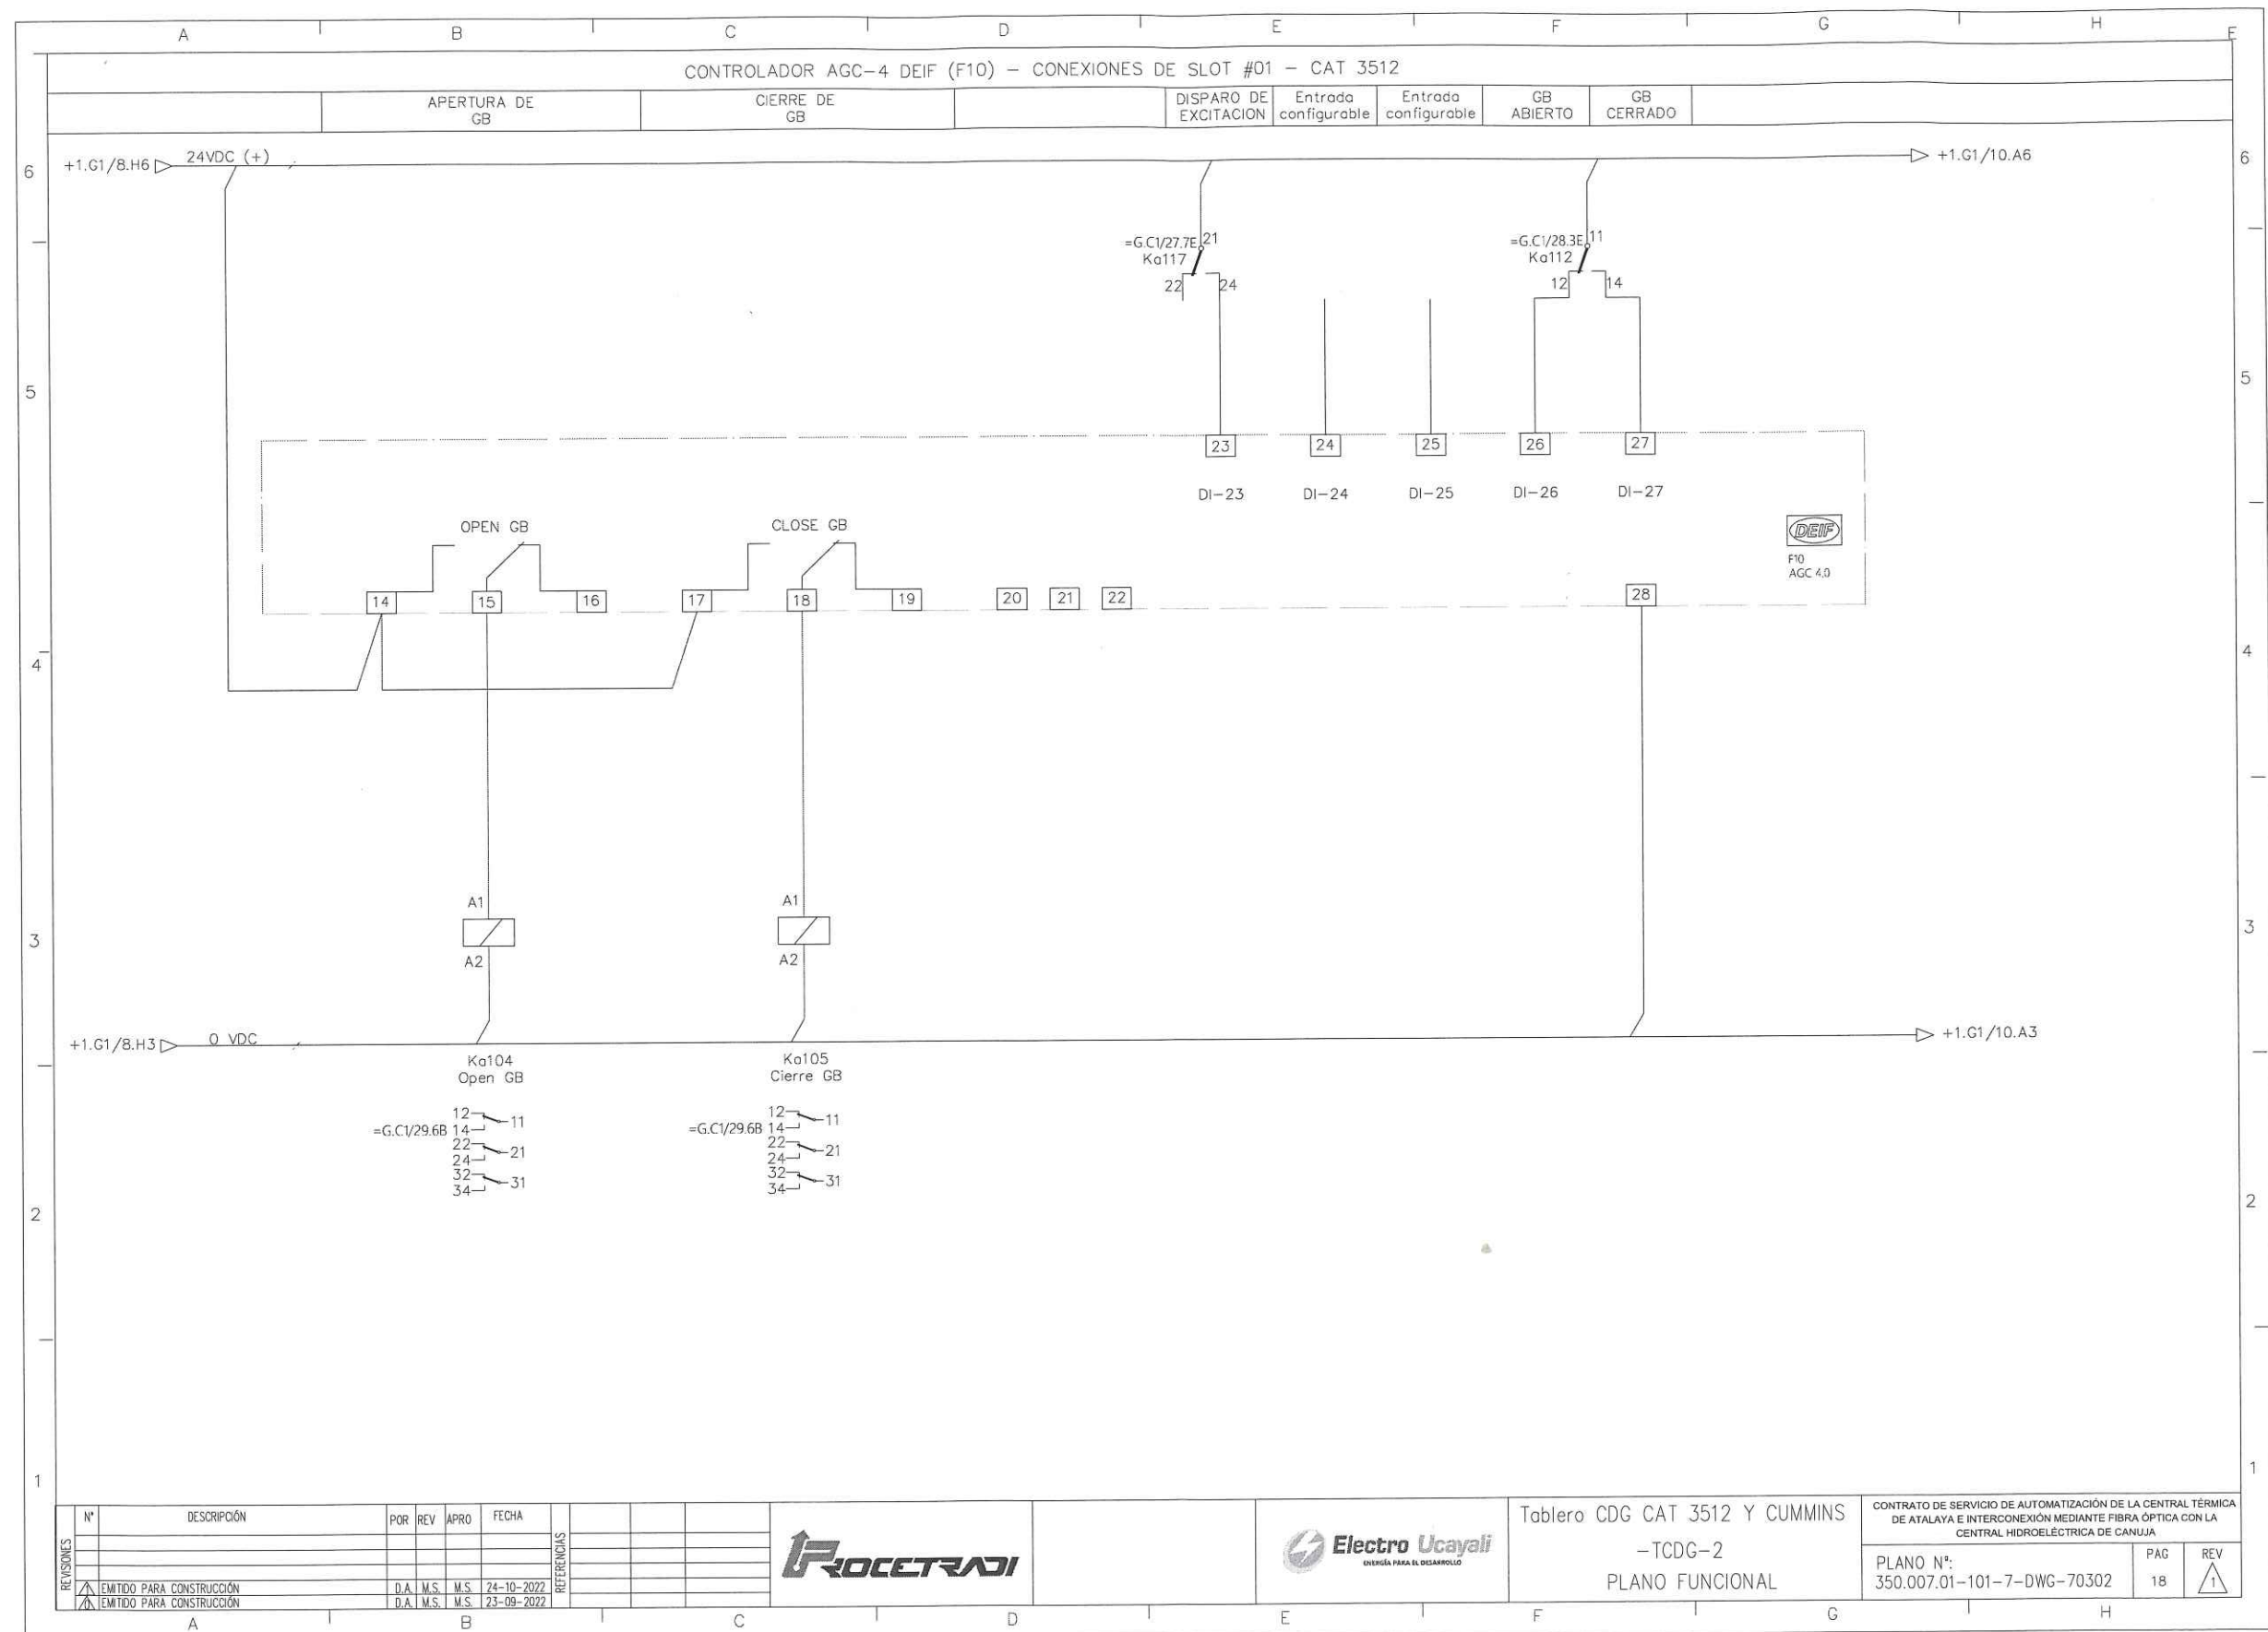 A B C D E F G H
CONTROLADOR AGC-4 DEIF (F10) - CONEXIONES DE SLOT #01 - CAT 3512
APERTURA DE
GB
CIERRE DE
GB
DISPARO DE
EXCITACION
Entrada
configurable
Entrada
configurable
GB
ABIERTO
GB
CERRADO
6 +1.G1/8.H6 24VDC (+) +1.G1/10.A6 6
=G.C1/27.7E 21
Ka117
22 24
=G.C1/28.3E 11
Ka112
12 14
5 5
23 24 25 26 27
DI-23 DI-24 DI-25 DI-26 DI-27
OPEN GB CLOSE GB
DEIF
F10
AGC 4.0
14 15 16 17 18 19 20 21 22 28
4 4
A1 A1
3 3
A2 A2
+1.G1/8.H3 0 VDC +1.G1/10.A3
Ka104
Open GB
12 11
=G.C1/29.6B 14
22 21
24
32 31
34
Ka105
Cierre GB
12 11
=G.C1/29.6B 14
22 21
24
32 31
34
2 2
1 1
REVISIONES
N° DESCRIPCIÓN POR REV APRO FECHA
1 EMITIDO PARA CONSTRUCCIÓN D.A. M.S. M.S. 24-10-2022
0 EMITIDO PARA CONSTRUCCIÓN D.A. M.S. M.S. 23-09-2022
REFERENCIAS
PROCETRADI
Electro Ucayali
ENERGÍA PARA EL DESARROLLO
Tablero CDG CAT 3512 Y CUMMINS
-TCDG-2
PLANO FUNCIONAL
CONTRATO DE SERVICIO DE AUTOMATIZACIÓN DE LA CENTRAL TÉRMICA
DE ATALAYA E INTERCONEXIÓN MEDIANTE FIBRA ÓPTICA CON LA
CENTRAL HIDROELÉCTRICA DE CANUJA
PLANO N°:
350.007.01-101-7-DWG-70302
PAG
18
REV
1
A B C D E F G H